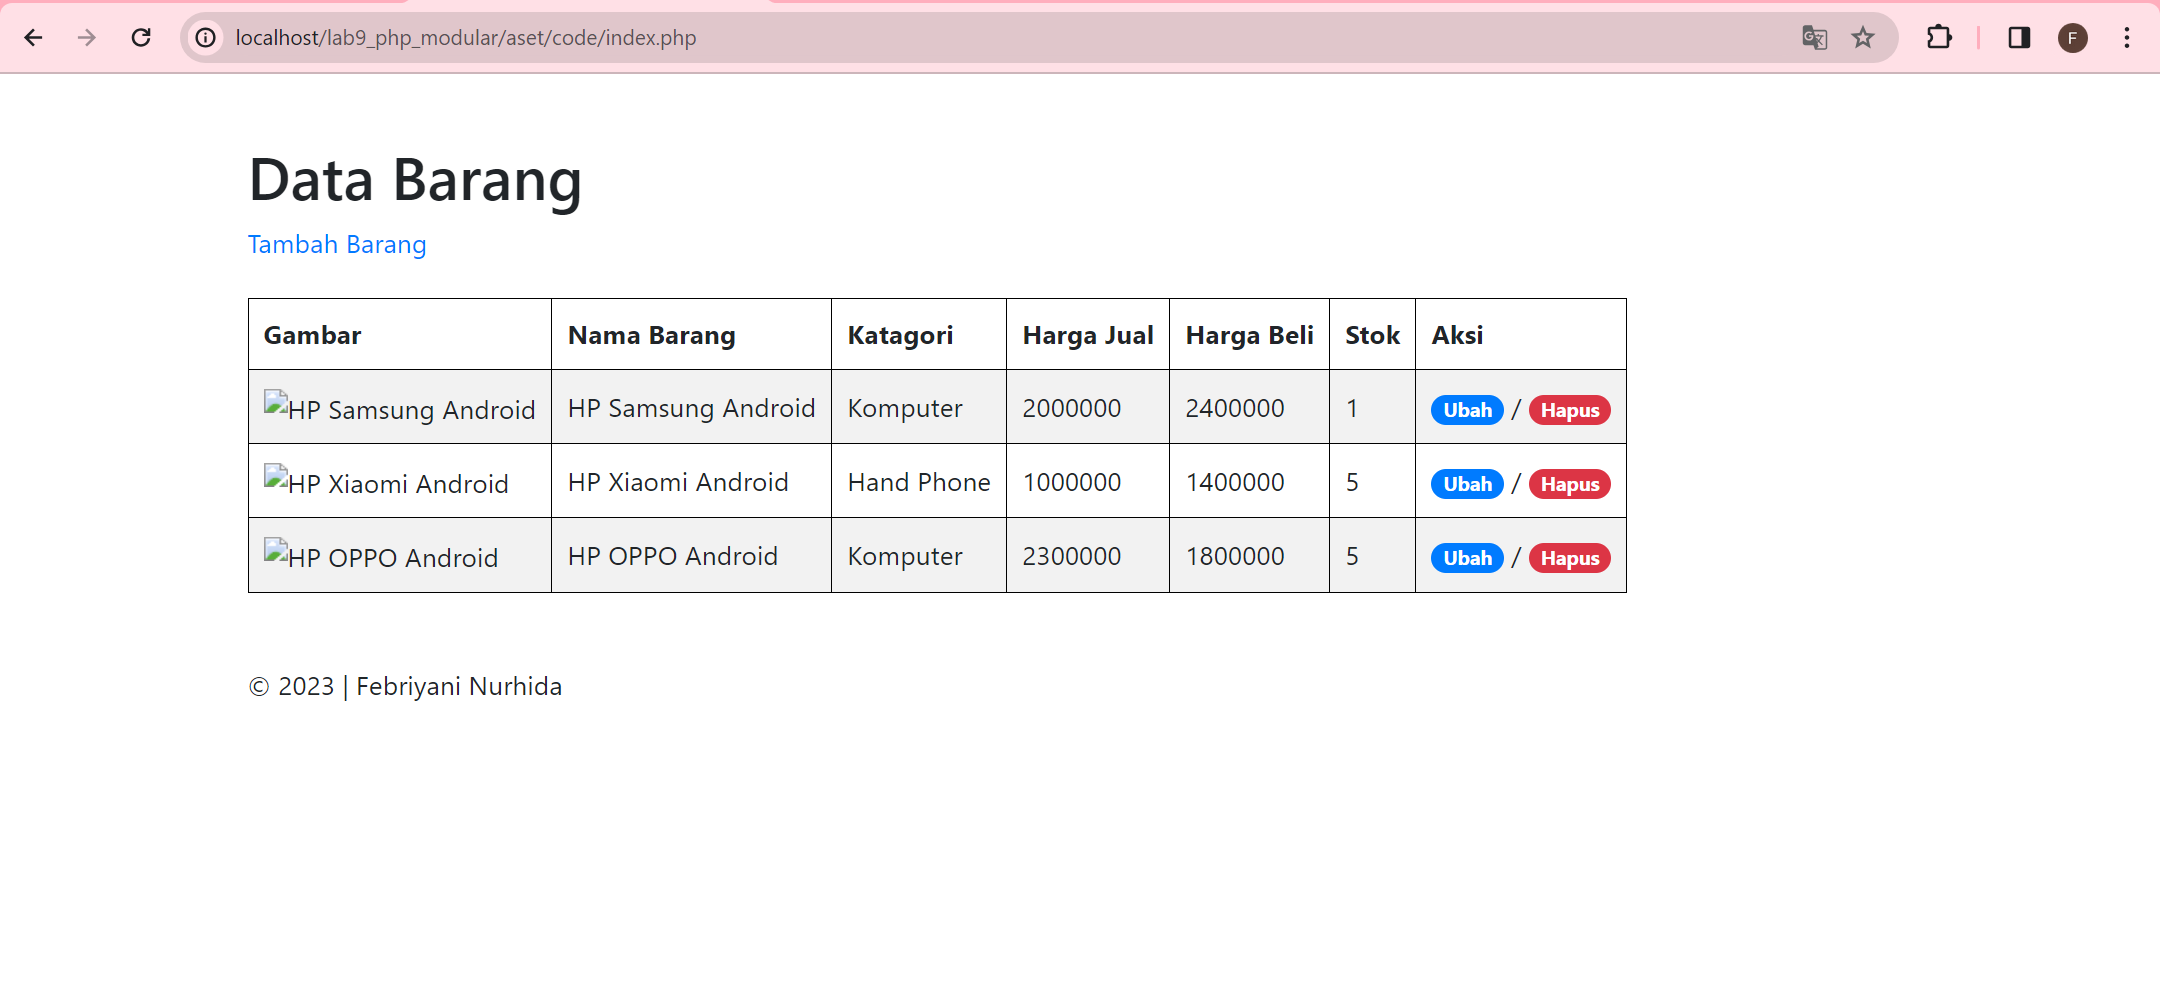 localhost/lab9_php_modular/aset/code/index.php
F
Data Barang
Tambah Barang
Gambar Nama Barang Katagori Harga Jual Harga Beli Stok Aksi
HP Samsung Android HP Samsung Android Komputer 2000000 2400000 1 Ubah / Hapus
HP Xiaomi Android HP Xiaomi Android Hand Phone 1000000 1400000 5 Ubah / Hapus
HP OPPO Android HP OPPO Android Komputer 2300000 1800000 5 Ubah / Hapus
© 2023 | Febriyani Nurhida